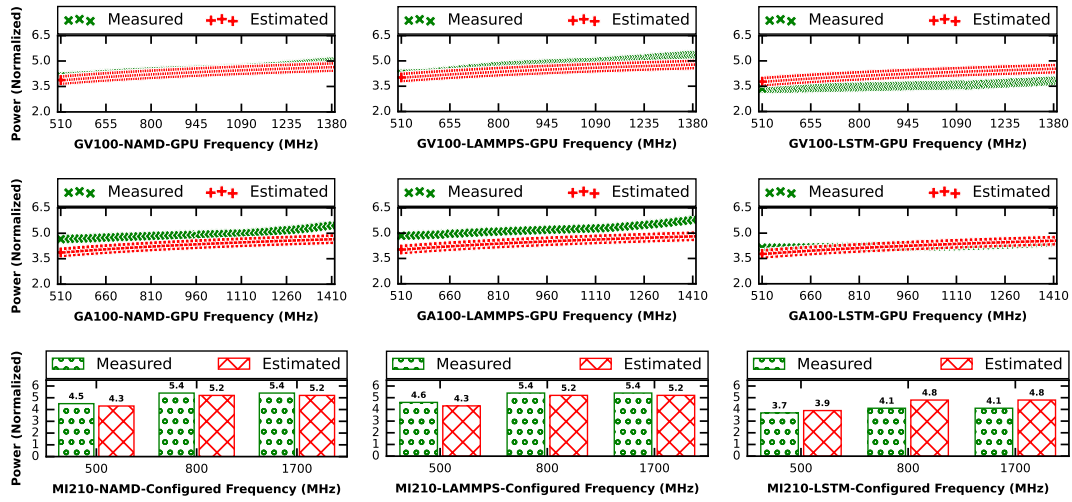 Measured Estimated Measured Estimated Measured Estimated
Power (Normalized)
6.5 6.5 6.5
5.0 5.0 5.0
3.5 3.5 3.5
2.0 2.0 2.0
510 655 800 945 1090 1235 1380 510 655 800 945 1090 1235 1380 510 655 800 945 1090 1235 1380
GV100-NAMD-GPU Frequency (MHz) GV100-LAMMPS-GPU Frequency (MHz) GV100-LSTM-GPU Frequency (MHz)
Measured Estimated Measured Estimated Measured Estimated
Power (Normalized)
6.5 6.5 6.5
5.0 5.0 5.0
3.5 3.5 3.5
2.0 2.0 2.0
510 660 810 960 1110 1260 1410 510 660 810 960 1110 1260 1410 510 660 810 960 1110 1260 1410
GA100-NAMD-GPU Frequency (MHz) GA100-LAMMPS-GPU Frequency (MHz) GA100-LSTM-GPU Frequency (MHz)
Measured Estimated Measured Estimated Measured Estimated
Power (Normalized)
6 6 6
5 5 5
4 4 4
3 3 3
2 2 2
1 1 1
0 0 0
4.5 4.3 5.4 5.2 5.4 5.2 4.6 4.3 5.4 5.2 5.4 5.2 3.7 3.9 4.1 4.8 4.1 4.8
500 800 1700 500 800 1700 500 800 1700
MI210-NAMD-Configured Frequency (MHz) MI210-LAMMPS-Configured Frequency (MHz) MI210-LSTM-Configured Frequency (MHz)